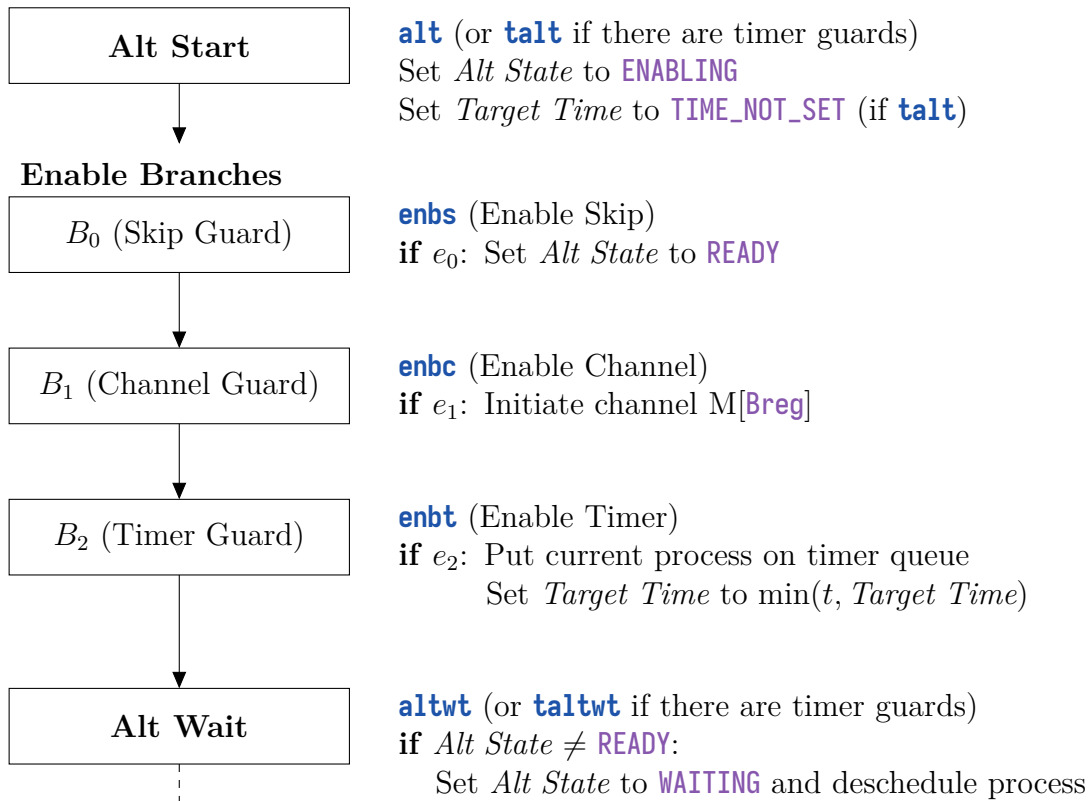 Alt Start
alt (or talt if there are timer guards)
Set Alt State to ENABLING
Set Target Time to TIME_NOT_SET (if talt)
Enable Branches
B₀ (Skip Guard)
enbs (Enable Skip)
if e₀: Set Alt State to READY
B₁ (Channel Guard)
enbc (Enable Channel)
if e₁: Initiate channel M[Breg]
B₂ (Timer Guard)
enbt (Enable Timer)
if e₂: Put current process on timer queue
Set Target Time to min(t, Target Time)
Alt Wait
altwt (or taltwt if there are timer guards)
if Alt State ≠ READY:
Set Alt State to WAITING and deschedule process